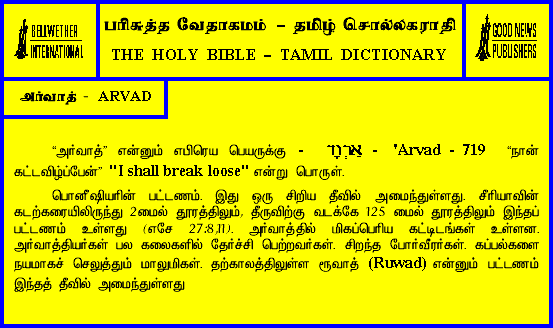 BELLWETHER
INTERNATIONAL
பரிசுத்த வேதாகமம் – தமிழ் சொல்லகராதி
THE HOLY BIBLE – TAMIL DICTIONARY
GOOD NEWS
PUBLISHERS
அர்வாத் - ARVAD
“அர்வாத்” என்னும் எபிரெய பெயருக்கு - אַרְוָד - 'Arvad - 719 “நான்
கட்டவிழ்ப்பேன்” "I shall break loose" என்று பொருள்.
பொனீஷியரின் பட்டணம். இது ஒரு சிறிய தீவில் அமைந்துள்ளது. சீரியாவின்
கடற்கரையிலிருந்து 2மைல் தூரத்திலும், தீருவிற்கு வடக்கே 125 மைல் தூரத்திலும் இந்தப்
பட்டணம் உள்ளது (எசே 27:8,11). அர்வாத்தில் மிகப்பெரிய கட்டிடங்கள் உள்ளன.
அர்வாத்தியர்கள் பல கலைகளில் தேர்ச்சி பெற்றவர்கள். சிறந்த போர்வீரர்கள். கப்பல்களை
நயமாகச் செலுத்தும் மாலுமிகள். தற்காலத்திலுள்ள ரூவாத் (Ruwad) என்னும் பட்டணம்
இந்தத் தீவில் அமைந்துள்ளது